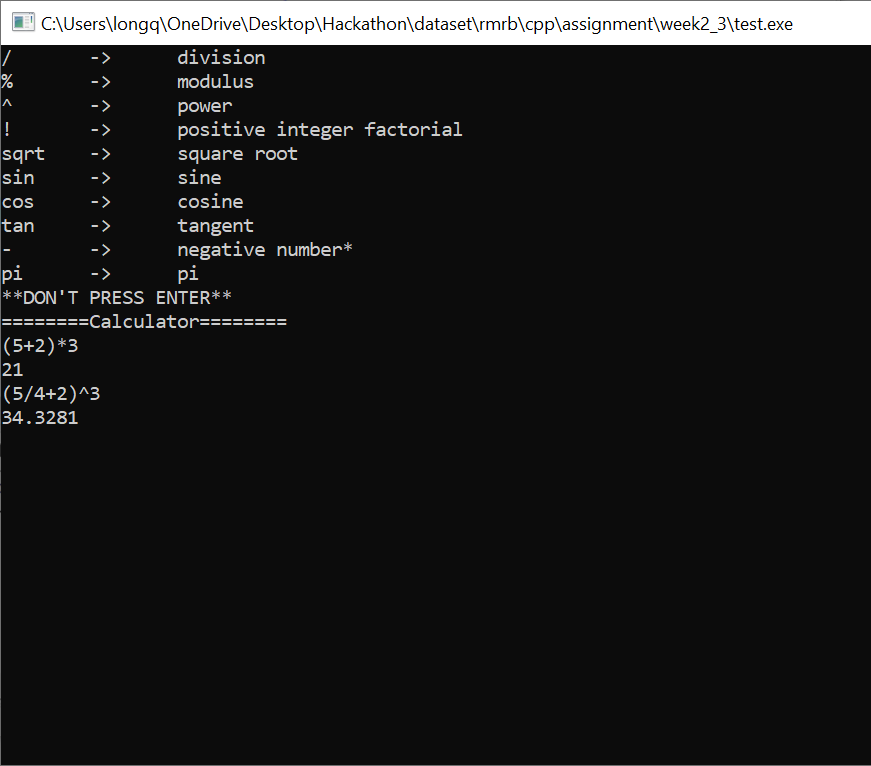 C:\Users\longq\OneDrive\Desktop\Hackathon\dataset\rmrb\cpp\assignment\week2_3\test.exe
/ -> division
% -> modulus
^ -> power
! -> positive integer factorial
sqrt -> square root
sin -> sine
cos -> cosine
tan -> tangent
- -> negative number*
pi -> pi
**DON'T PRESS ENTER**
========Calculator========
(5+2)*3
21
(5/4+2)^3
34.3281